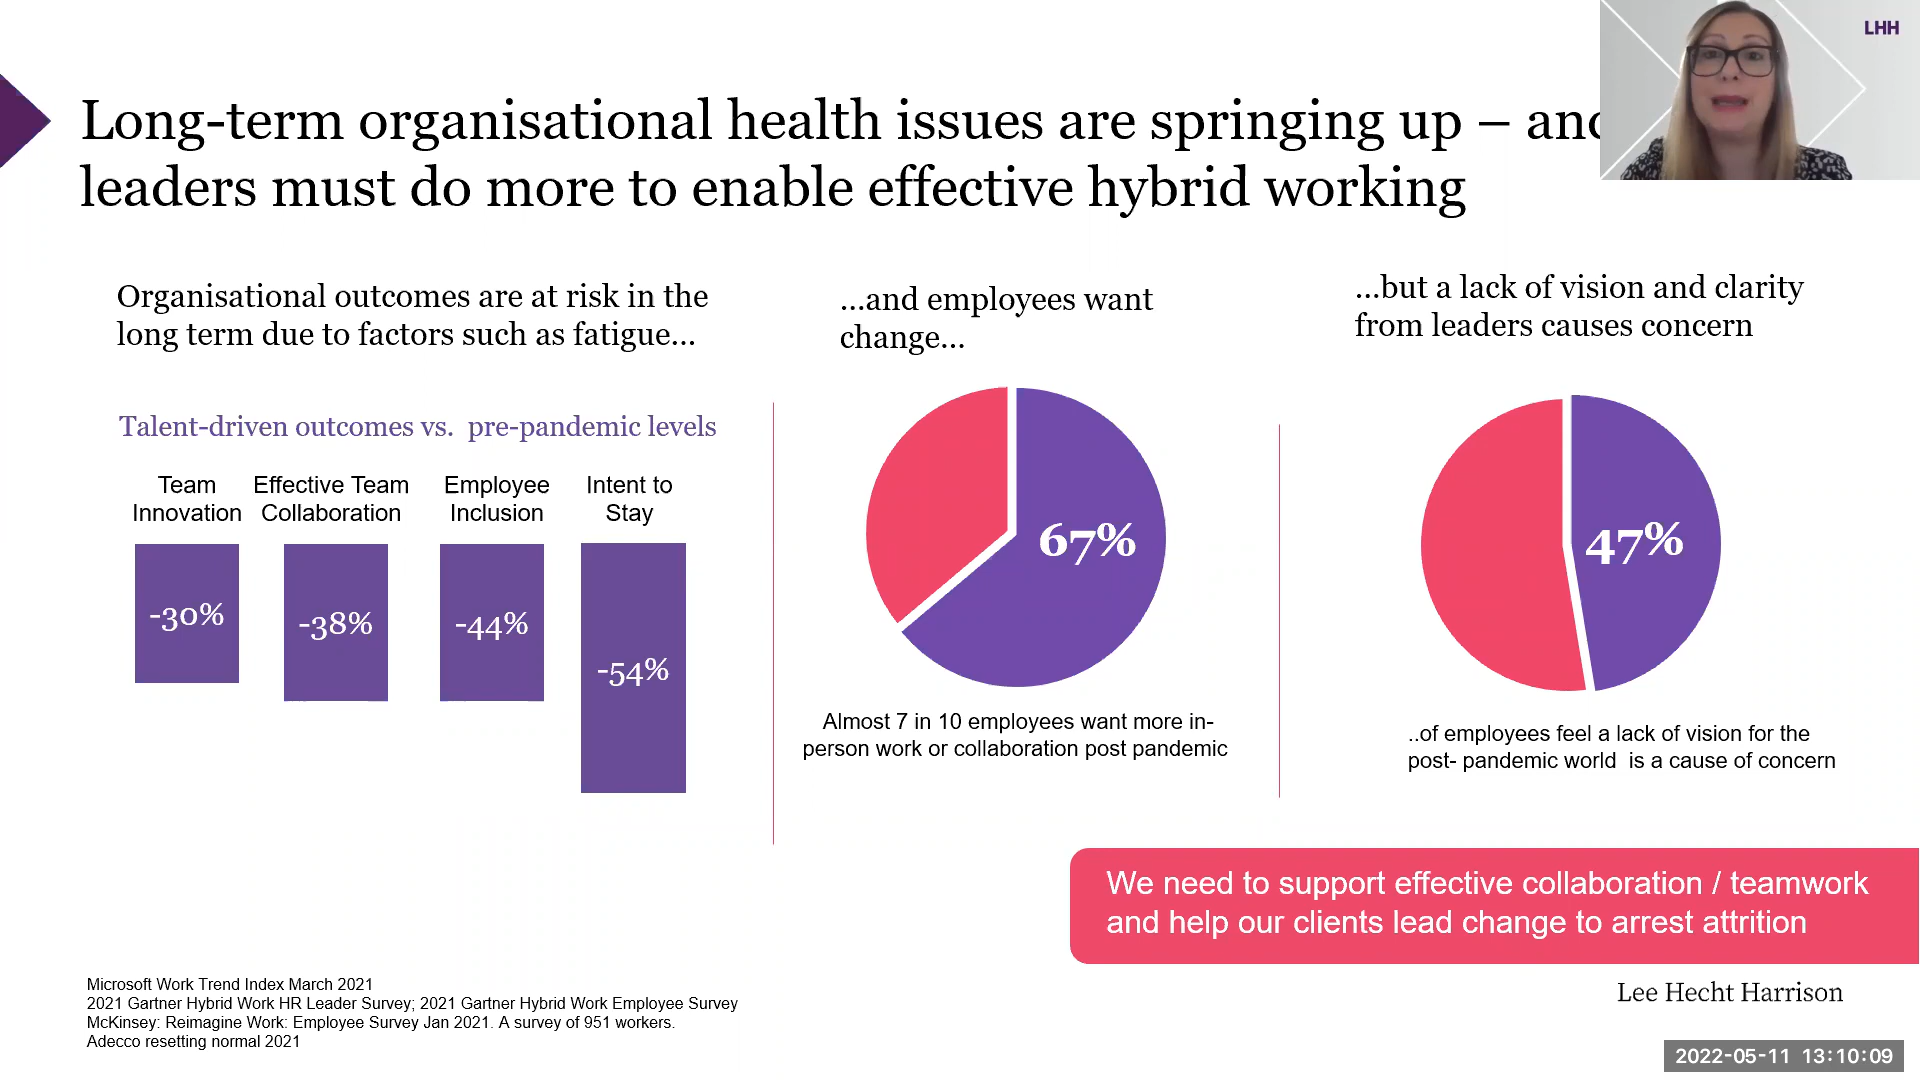 LHH
Long-term organisational health issues are springing up – and
leaders must do more to enable effective hybrid working
Organisational outcomes are at risk in the
long term due to factors such as fatigue...
Talent-driven outcomes vs. pre-pandemic levels
Team
Innovation
Effective Team
Collaboration
Employee
Inclusion
Intent to
Stay
-30%
-38%
-44%
-54%
...and employees want
change...
67%
Almost 7 in 10 employees want more in-
person work or collaboration post pandemic
...but a lack of vision and clarity
from leaders causes concern
47%
..of employees feel a lack of vision for the
post- pandemic world is a cause of concern
We need to support effective collaboration / teamwork
and help our clients lead change to arrest attrition
Microsoft Work Trend Index March 2021
2021 Gartner Hybrid Work HR Leader Survey; 2021 Gartner Hybrid Work Employee Survey
McKinsey: Reimagine Work: Employee Survey Jan 2021. A survey of 951 workers.
Adecco resetting normal 2021
Lee Hecht Harrison
2022-05-11 13:10:09